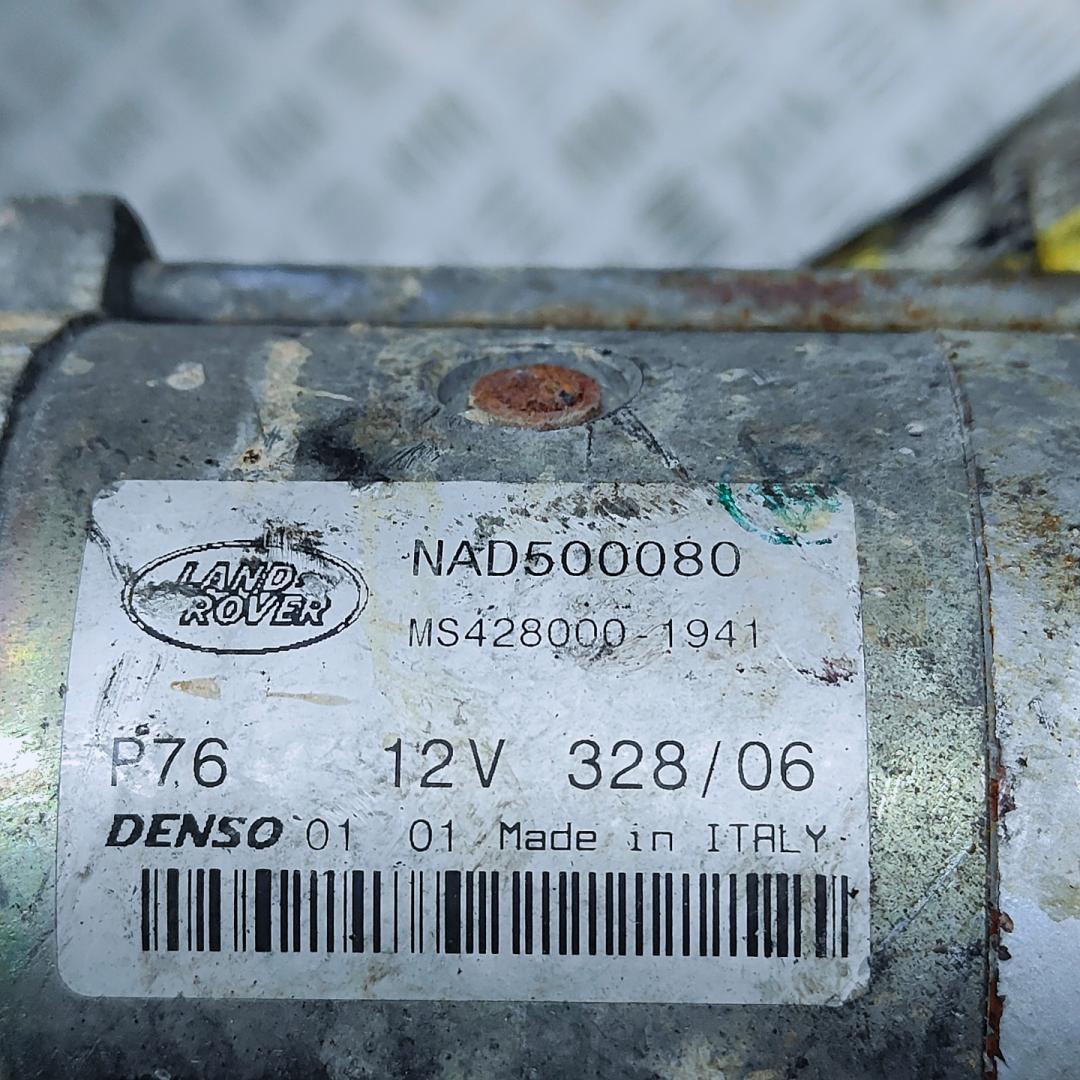 LAND
ROVER
NAD500080
MS428000-1941
P76 12V 328/06
DENSO 01 01 Made in ITALY